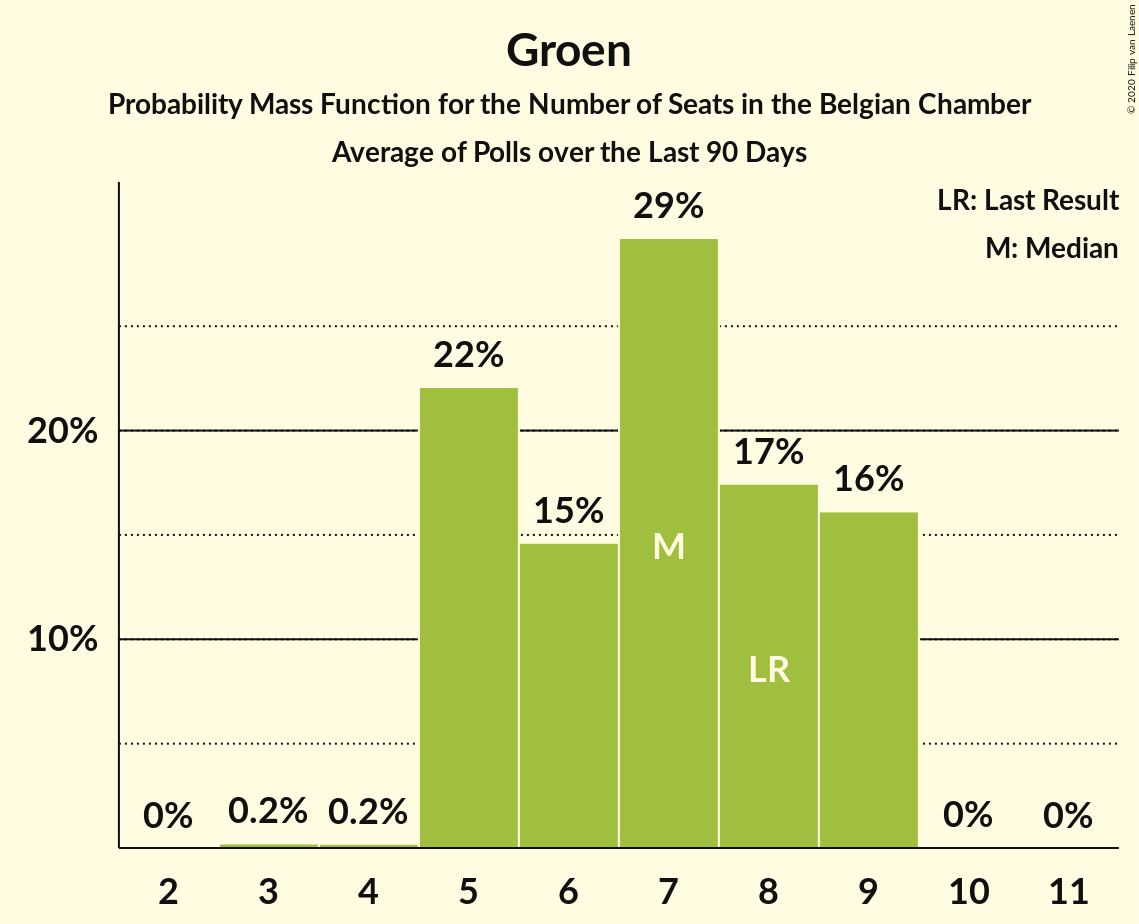 Groen
Probability Mass Function for the Number of Seats in the Belgian Chamber
Average of Polls over the Last 90 Days
© 2020 Filip van Laenen
LR: Last Result
M: Median
29%
22%
20%
17%
16%
15%
M
10%
LR
0%
0.2%
0.2%
0%
0%
2 3 4 5 6 7 8 9 10 11